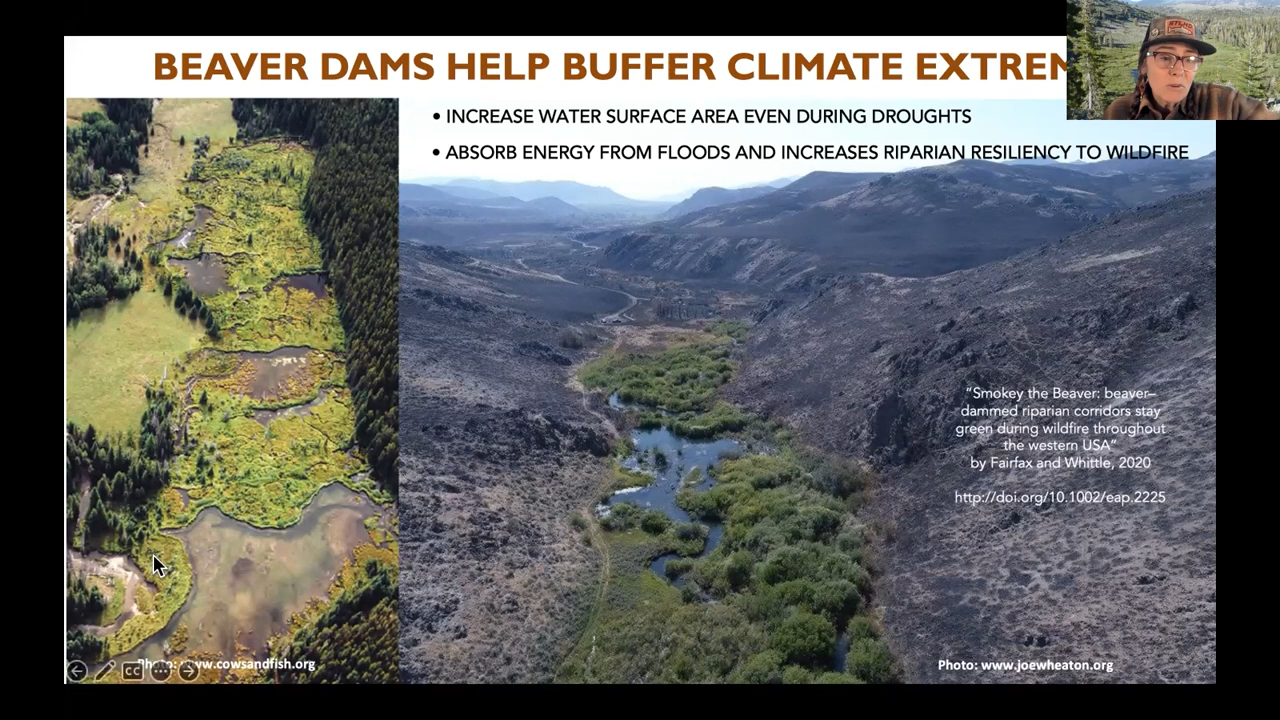 BEAVER DAMS HELP BUFFER CLIMATE EXTREM
• INCREASE WATER SURFACE AREA EVEN DURING DROUGHTS
• ABSORB ENERGY FROM FLOODS AND INCREASES RIPARIAN RESILIENCY TO WILDFIRE
"Smokey the Beaver: beaver–
dammed riparian corridors stay
green during wildfire throughout
the western USA"
by Fairfax and Whittle, 2020
http://doi.org/10.1002/eap.2225
Photo: www.cowsandfish.org
CC
Photo: www.joewheaton.org